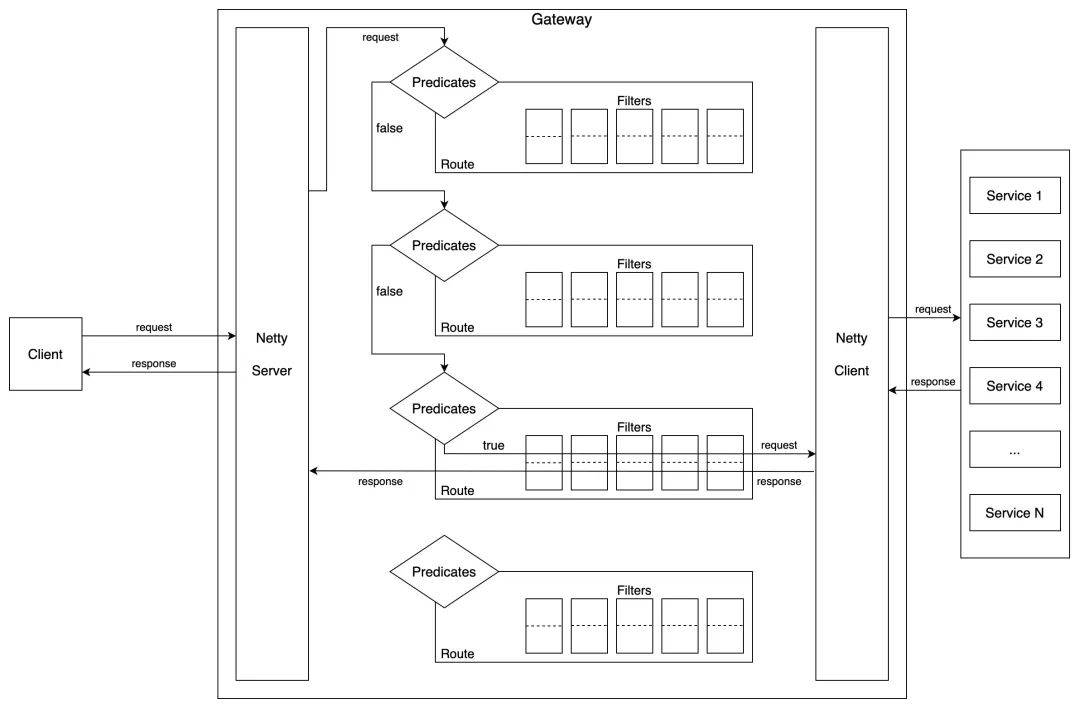 Gateway
request
Predicates
Filters
false
Route
Predicates
Filters
false
Route
Client
request
response
Netty
Server
Predicates
Filters
true
request
response
response
Route
Predicates
Filters
Route
Netty
Client
request
response
Service 1
Service 2
Service 3
Service 4
...
Service N